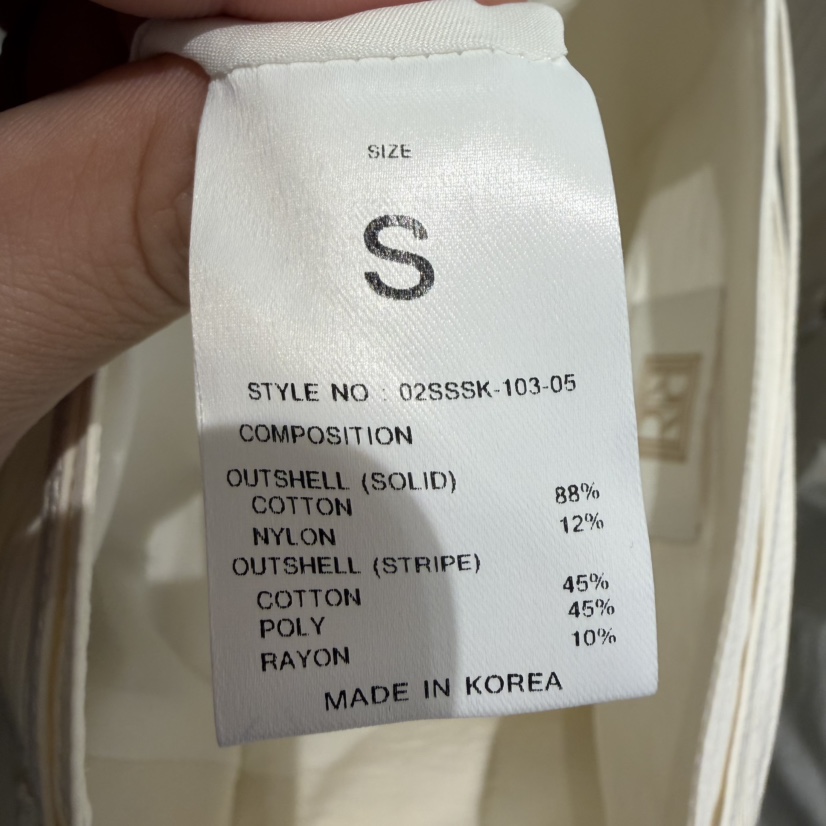 SIZE
S
STYLE NO : 02SSSK-103-05
COMPOSITION
OUTSHELL (SOLID)
COTTON 88%
NYLON 12%
OUTSHELL (STRIPE)
COTTON 45%
POLY 45%
RAYON 10%
MADE IN KOREA